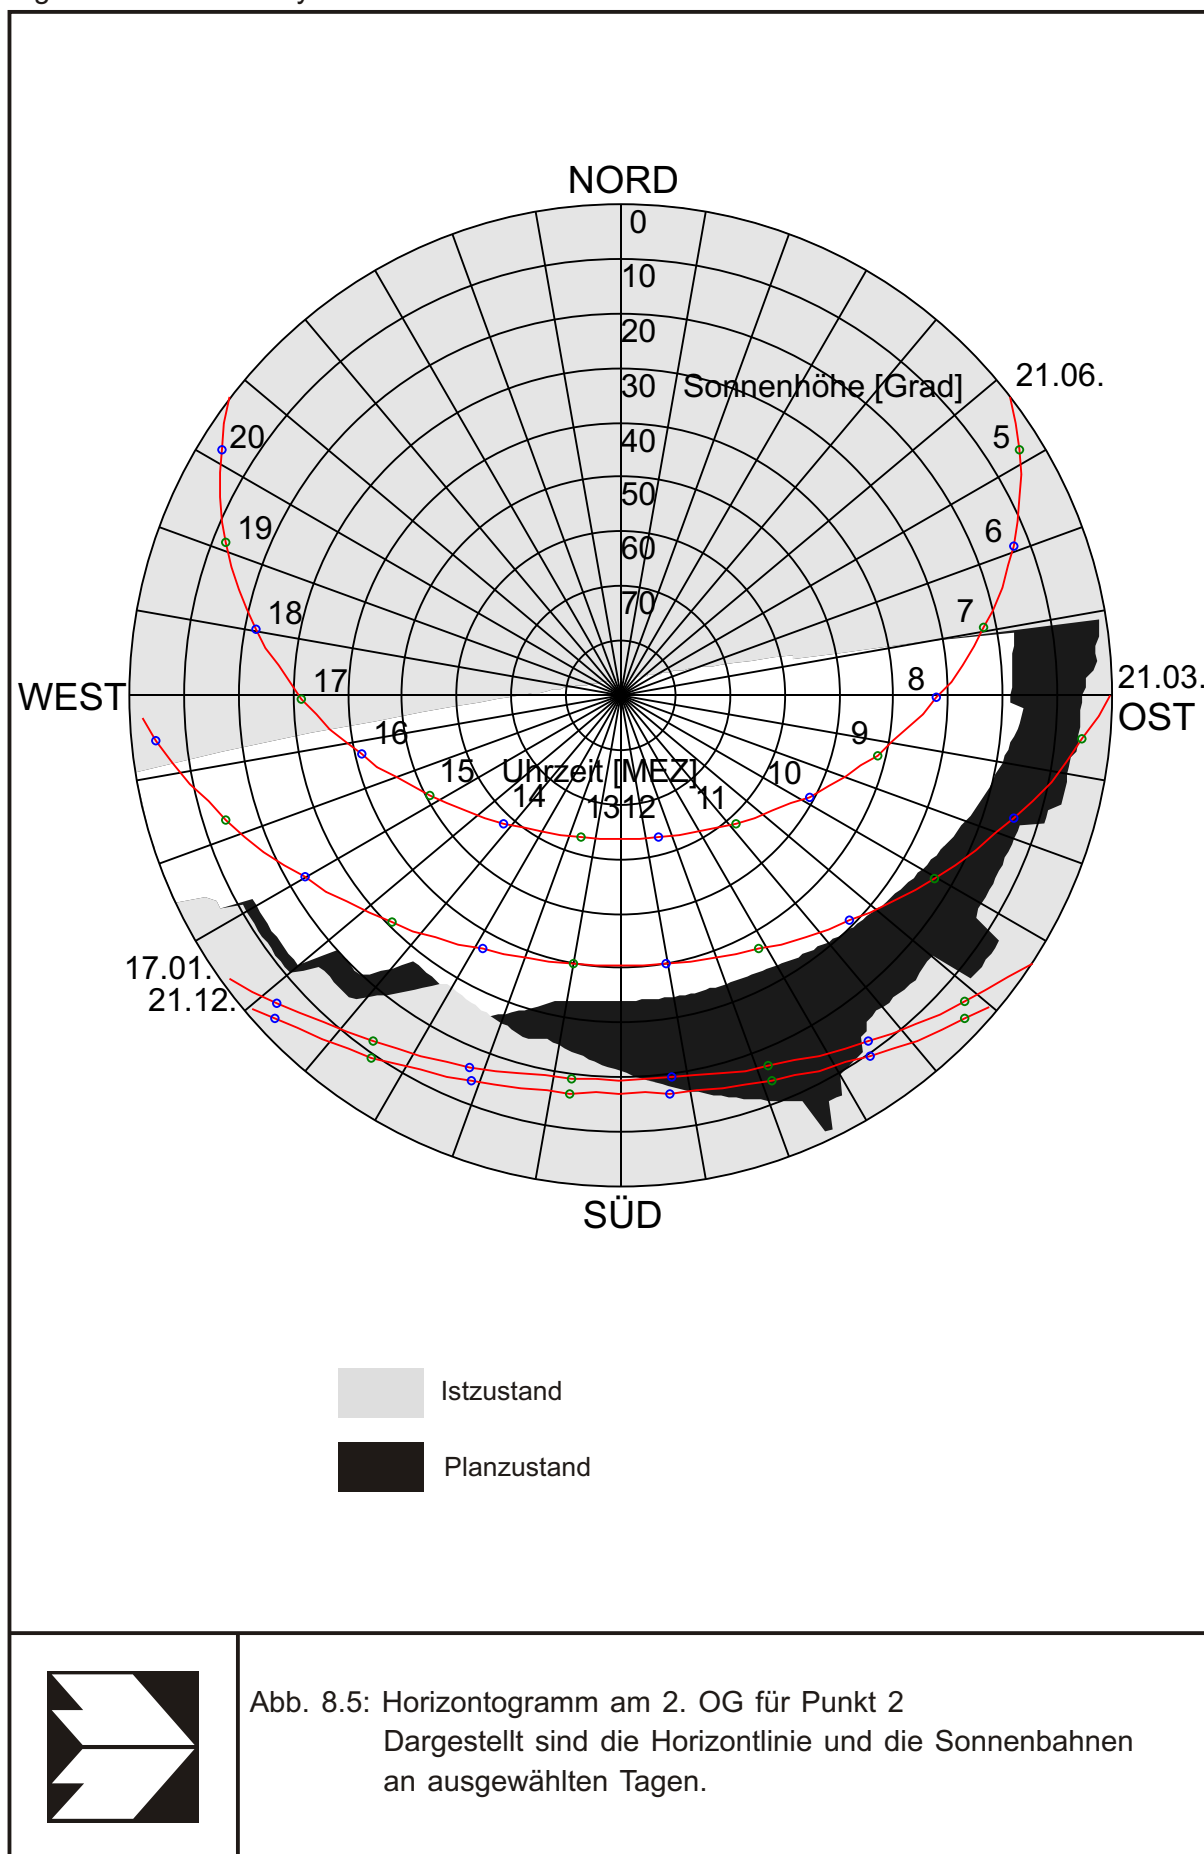 NORD
0
10
20
30
40
50
60
70
Sonnenhöhe [Grad]
21.06.
5
6
7
8
9
10
11
12
13
14
15
16
17
18
19
20
WEST
21.03.
OST
Uhrzeit [MEZ]
17.01.
21.12.
SÜD
Istzustand
Planzustand
Abb. 8.5: Horizontogramm am 2. OG für Punkt 2
Dargestellt sind die Horizontlinie und die Sonnenbahnen
an ausgewählten Tagen.